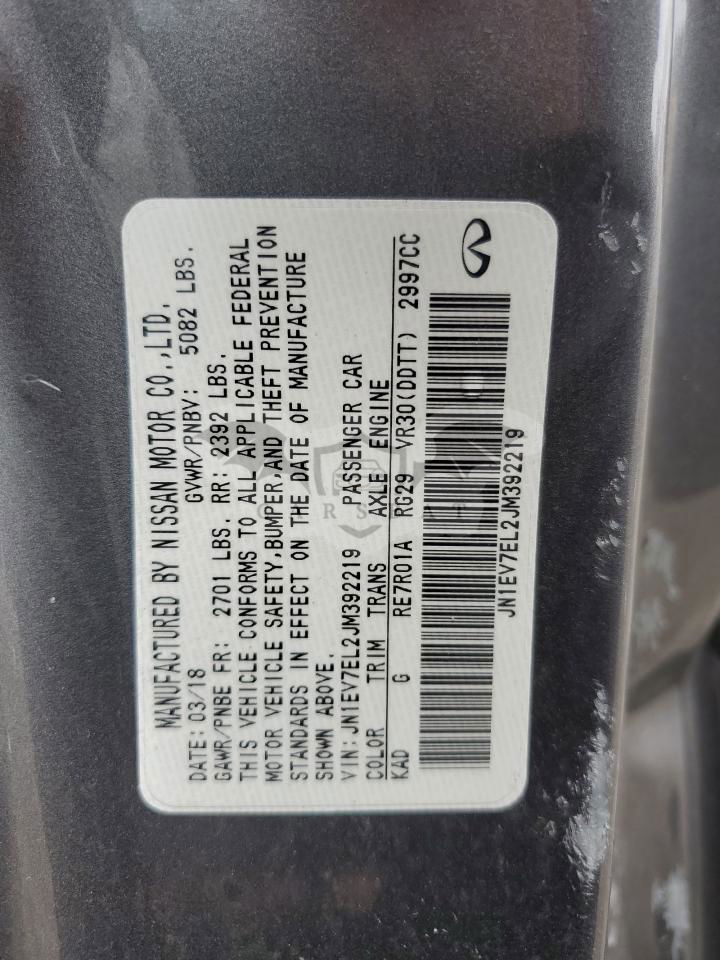 MANUFACTURED BY NISSAN MOTOR CO.,LTD.
DATE: 03/18 GVWR/PNBV: 5082 LBS.
GAWR/PNBE FR: 2701 LBS. RR: 2392 LBS.
THIS VEHICLE CONFORMS TO ALL APPLICABLE FEDERAL
MOTOR VEHICLE SAFETY,BUMPER,AND THEFT PREVENTION
STANDARDS IN EFFECT ON THE DATE OF MANUFACTURE
SHOWN ABOVE.
VIN:JN1EV7EL2JM392219 PASSENGER CAR
COLOR TRIM TRANS AXLE ENGINE
KAD G RE7R01A RG29 VR30(DDTT) 2997CC
JN1EV7EL2JM392219